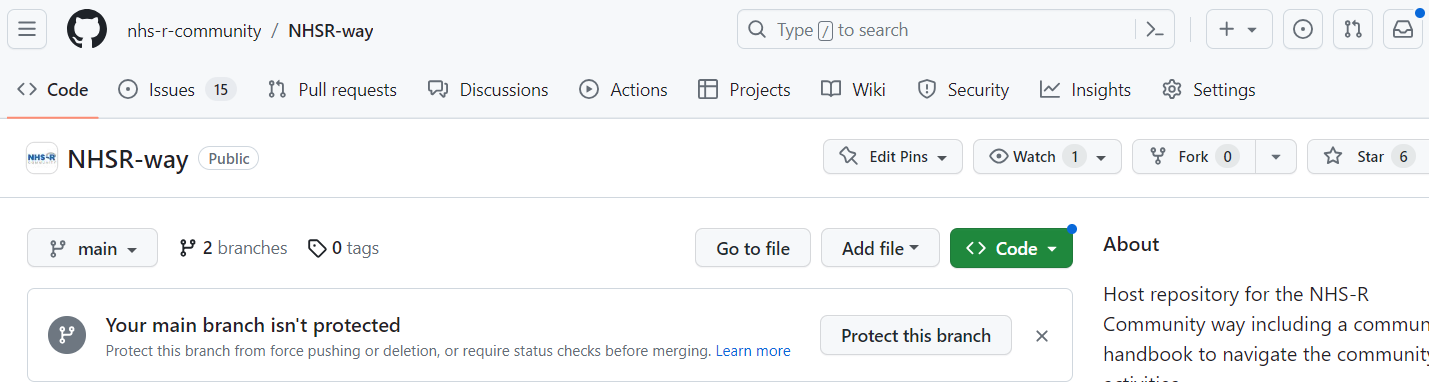 nhs-r-community / NHSR-way
Type / to search
Code Issues 15 Pull requests Discussions Actions Projects Wiki Security Insights Settings
NHS-R
COMMUNITY
NHSR-way Public
Edit Pins Watch 1 Fork 0 Star 6
main 2 branches 0 tags
Go to file Add file Code
About
Your main branch isn't protected
Protect this branch from force pushing or deletion, or require status checks before merging. Learn more
Protect this branch
Host repository for the NHS-R
Community way including a commun
handbook to navigate the community